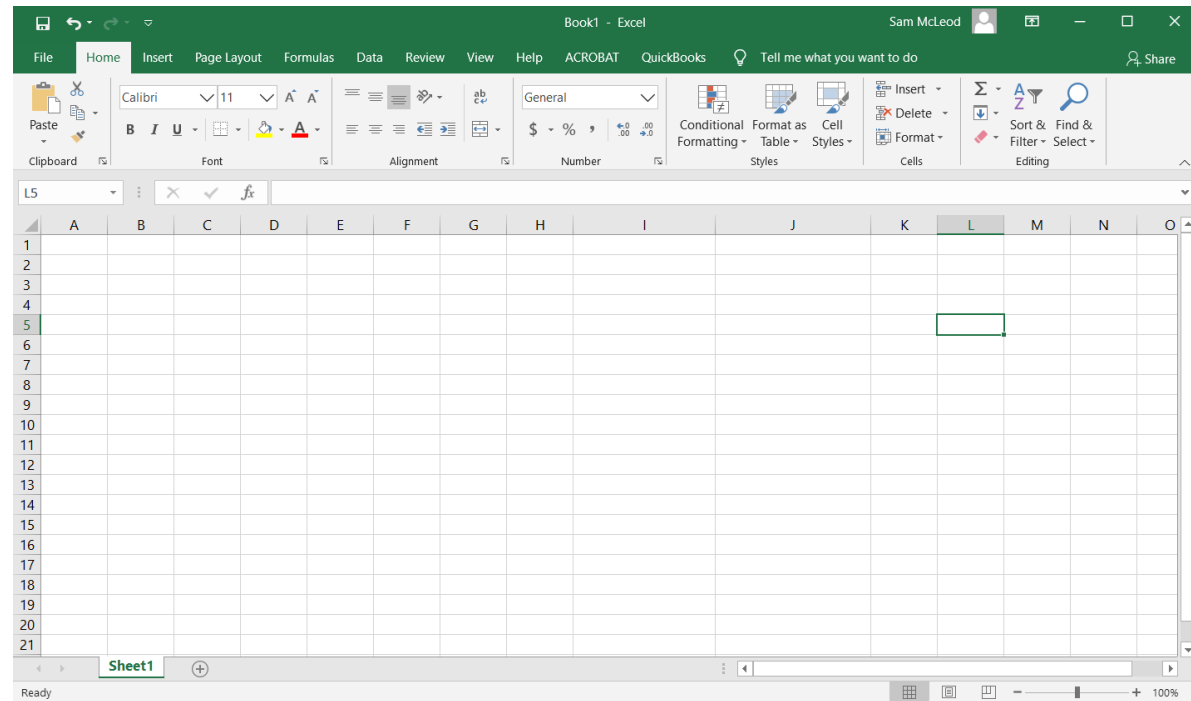 Book1 - Excel
Sam McLeod
File Home Insert Page Layout Formulas Data Review View Help ACROBAT QuickBooks Tell me what you want to do Share
Paste
Clipboard
Calibri 11
B I U
A A
A
Font
ab
Alignment
General
$ % ,
Number
Conditional Formatting
Format as Table
Cell Styles
Styles
Insert
Delete
Format
Cells
Σ
Sort & Filter
Find & Select
Editing
L5 fx
A B C D E F G H I J K L M N O
1
2
3
4
5
6
7
8
9
10
11
12
13
14
15
16
17
18
19
20
21
Sheet1
Ready 100%